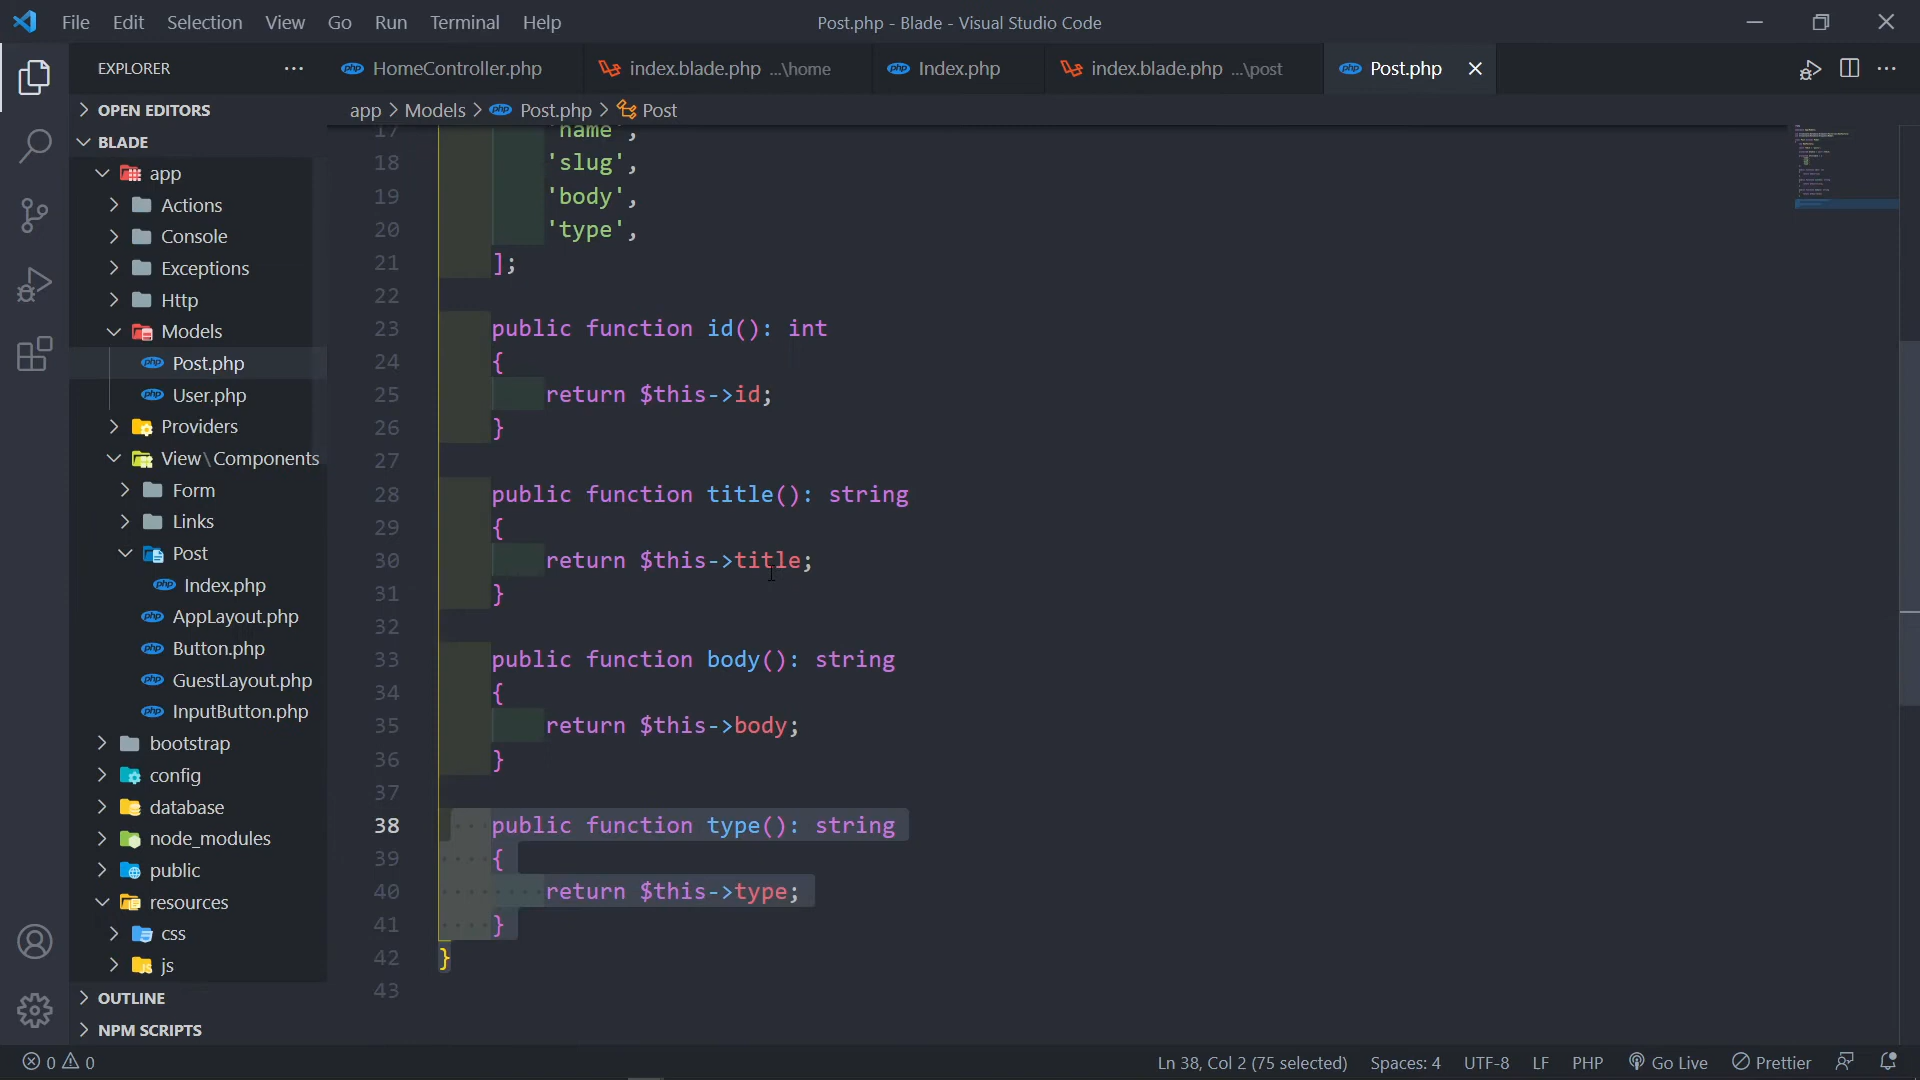 File Edit Selection View Go Run Terminal Help
Post.php - Blade - Visual Studio Code
EXPLORER
HomeController.php
index.blade.php ...\home
Index.php
index.blade.php ...\post
Post.php
OPEN EDITORS
app > Models > Post.php > Post
BLADE
app
Actions
Console
Exceptions
Http
Models
Post.php
User.php
Providers
View\Components
Form
Links
Post
Index.php
AppLayout.php
Button.php
GuestLayout.php
InputButton.php
bootstrap
config
database
node_modules
public
resources
css
js
OUTLINE
NPM SCRIPTS
17 'name',
18 'slug',
19 'body',
20 'type',
21 ];
22
23 public function id(): int
24 {
25 return $this->id;
26 }
27
28 public function title(): string
29 {
30 return $this->title;
31 }
32
33 public function body(): string
34 {
35 return $this->body;
36 }
37
38 public function type(): string
39 {
40 return $this->type;
41 }
42 }
43
0 0
Ln 38, Col 2 (75 selected) Spaces: 4 UTF-8 LF PHP Go Live Prettier